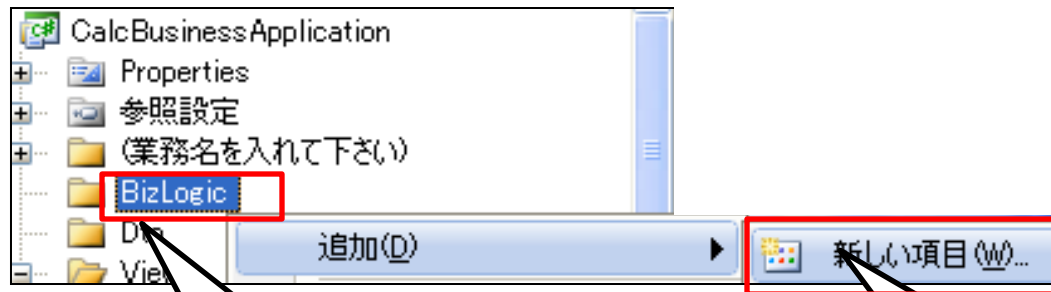 CalcBusinessApplication
Properties
参照設定
(業務名を入れて下さい)
BizLogic
追加(D)
新しい項目(W)...